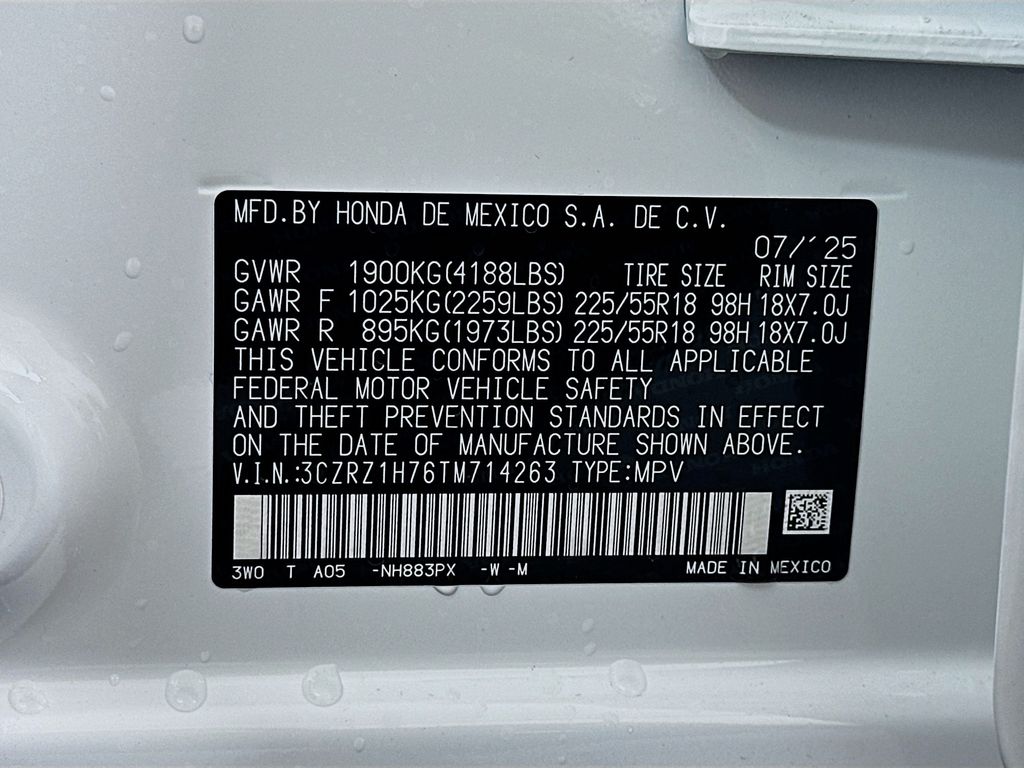 MFD.BY HONDA DE MEXICO S.A. DE C.V.
07/´25
GVWR 1900KG(4188LBS) TIRE SIZE RIM SIZE
GAWR F 1025KG(2259LBS) 225/55R18 98H 18X7.0J
GAWR R 895KG(1973LBS) 225/55R18 98H 18X7.0J
THIS VEHICLE CONFORMS TO ALL APPLICABLE
FEDERAL MOTOR VEHICLE SAFETY
AND THEFT PREVENTION STANDARDS IN EFFECT
ON THE DATE OF MANUFACTURE SHOWN ABOVE.
V.I.N.:3CZRZ1H76TM714263 TYPE:MPV
3W0 T A05 -NH883PX -W -M MADE IN MEXICO